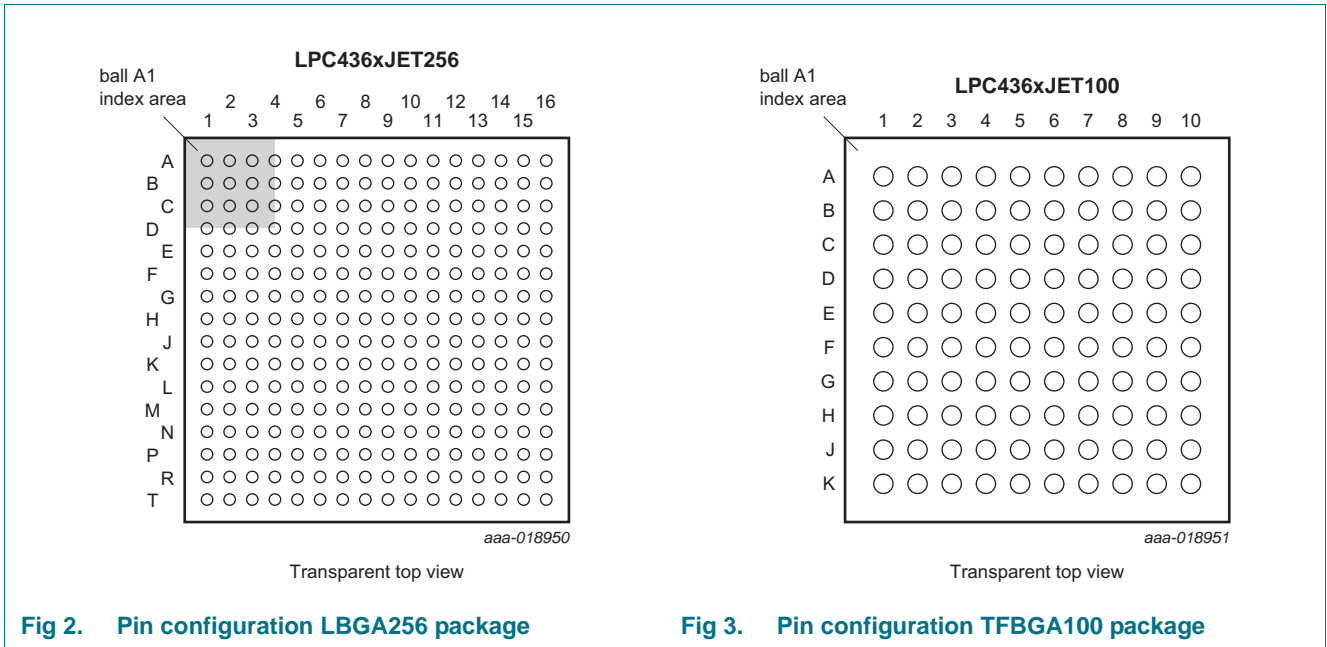 LPC436xJET256
ball A1
index area
2 4 6 8 10 12 14 16
1 3 5 7 9 11 13 15
A
B
C
D
E
F
G
H
J
K
L
M
N
P
R
T
aaa-018950
Transparent top view
Fig 2. Pin configuration LBGA256 package
LPC436xJET100
ball A1
index area
1 2 3 4 5 6 7 8 9 10
A
B
C
D
E
F
G
H
J
K
aaa-018951
Transparent top view
Fig 3. Pin configuration TFBGA100 package